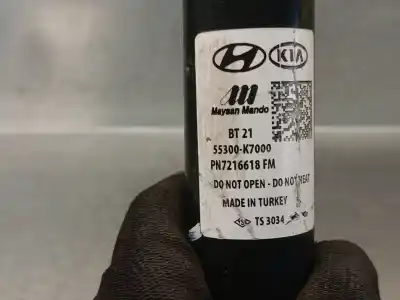 KIA
Maysan Mando
BT 21
55300-K7000
PN7216618 FM
DO NOT OPEN - DO NOT HEAT
MADE IN TURKEY
TSE TS 3034